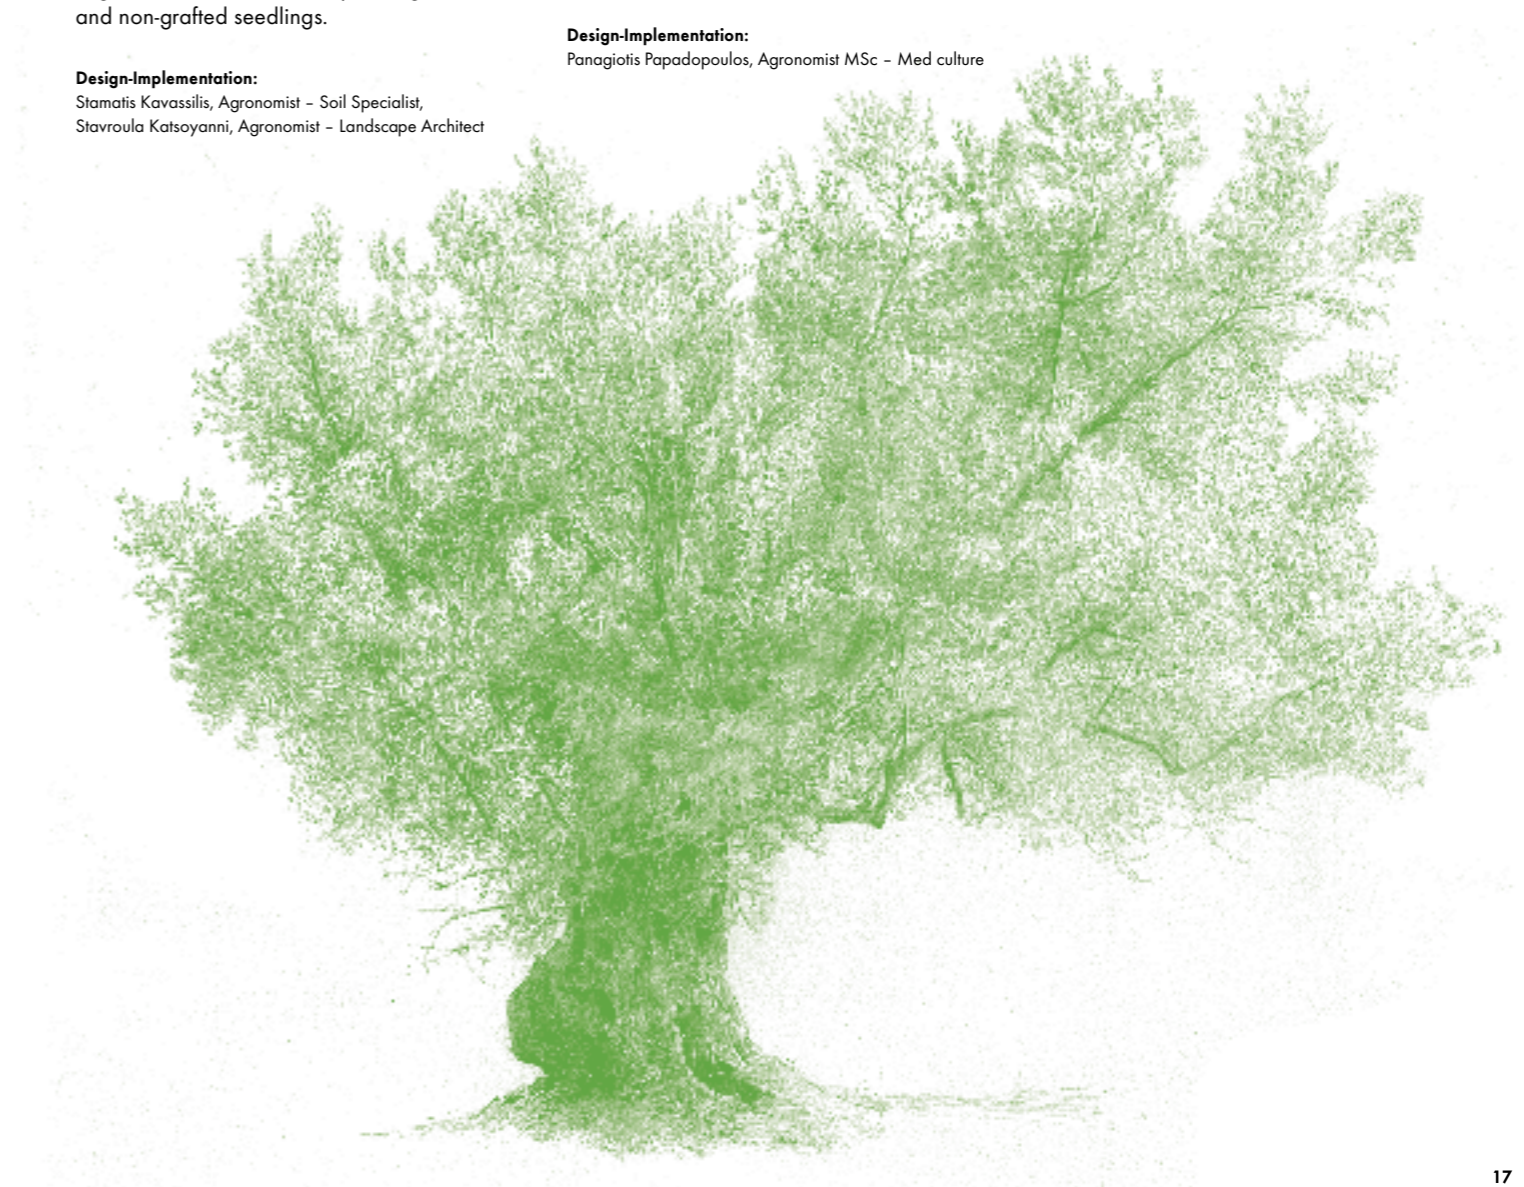 and non-grafted seedlings.
Design-Implementation:
Stamatis Kavassilis, Agronomist – Soil Specialist,
Stavroula Katsoyanni, Agronomist – Landscape Architect
Design-Implementation:
Panagiotis Papadopoulos, Agronomist MSc – Med culture
17